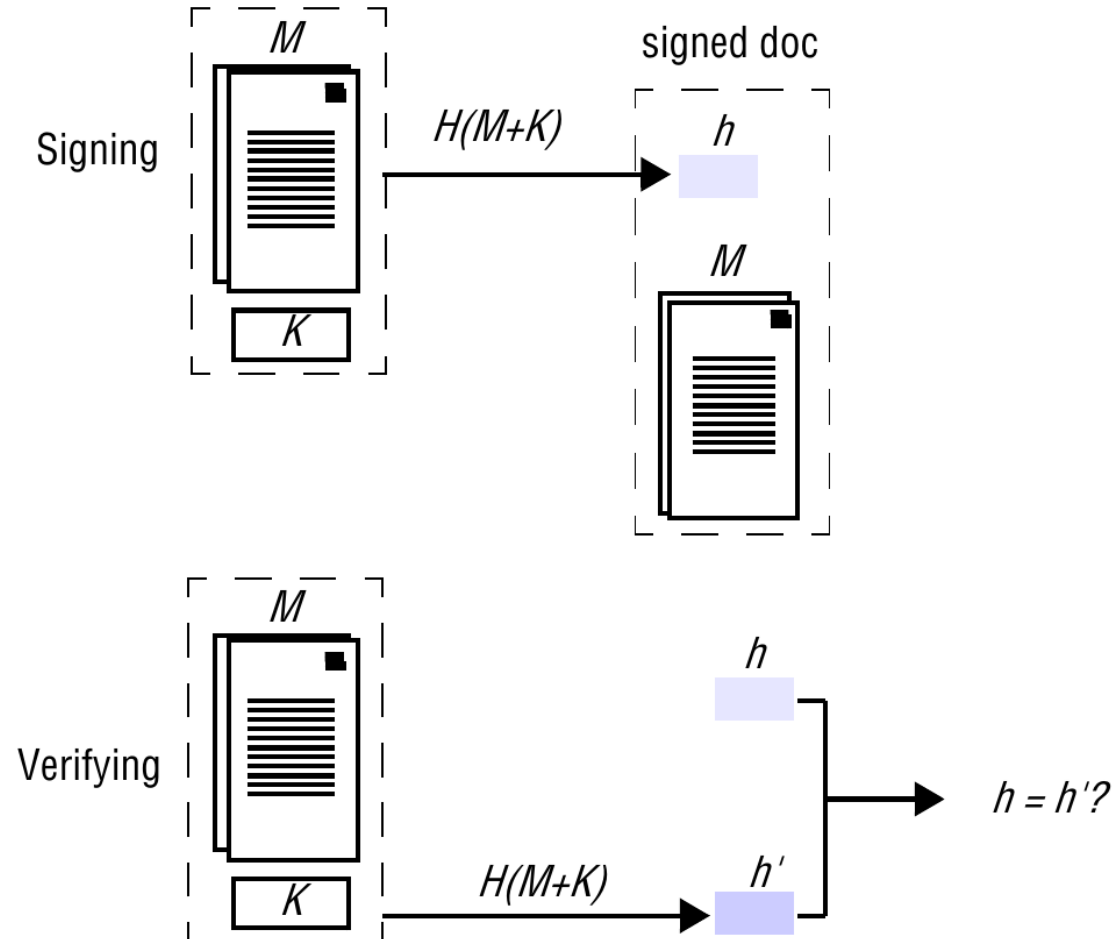 M
signed doc
Signing
H(M+K)
h
M
K
M
h
Verifying
h = h'?
H(M+K)
h'
K